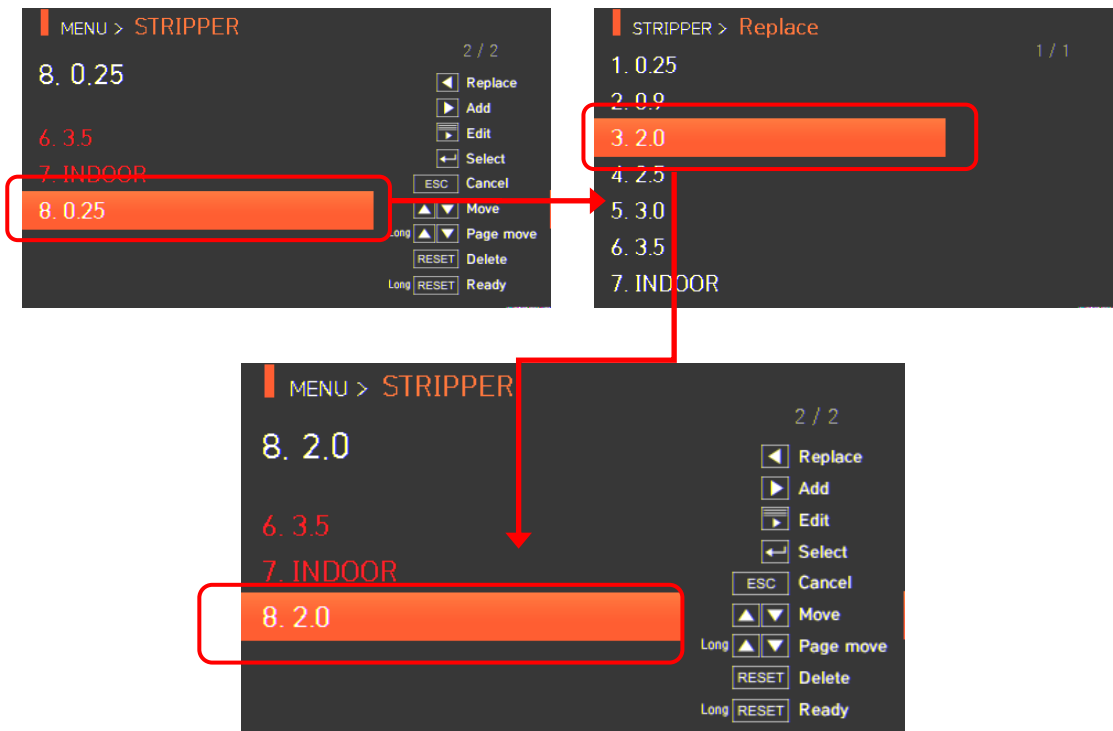 MENU > STRIPPER
2 / 2
8. 0.25
Replace
Add
6. 3.5
Edit
7. INDOOR
Select
ESC Cancel
8. 0.25
Move
Long Page move
RESET Delete
Long RESET Ready
STRIPPER > Replace
1 / 1
1. 0.25
2. 0.9
3. 2.0
4. 2.5
5. 3.0
6. 3.5
7. INDOOR
MENU > STRIPPER
2 / 2
8. 2.0
Replace
Add
6. 3.5
Edit
Select
7. INDOOR
ESC Cancel
8. 2.0
Move
Long Page move
RESET Delete
Long RESET Ready